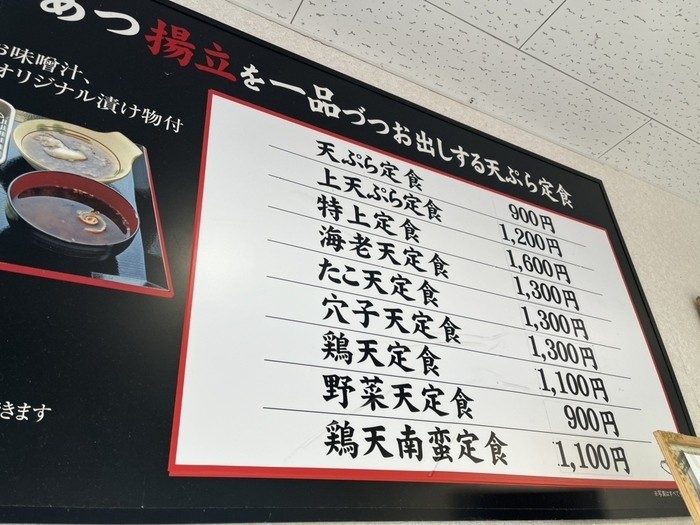 あつ揚立を一品づつお出しする天ぷら定食
お味噌汁、
オリジナル漬け物付
天ぷら定食 900円
上天ぷら定食 1,200円
特上定食 1,600円
海老天定食 1,300円
たこ天定食 1,300円
穴子天定食 1,300円
鶏天定食 1,100円
野菜天定食 900円
鶏天南蛮定食 1,100円
きます
※写真はすべて